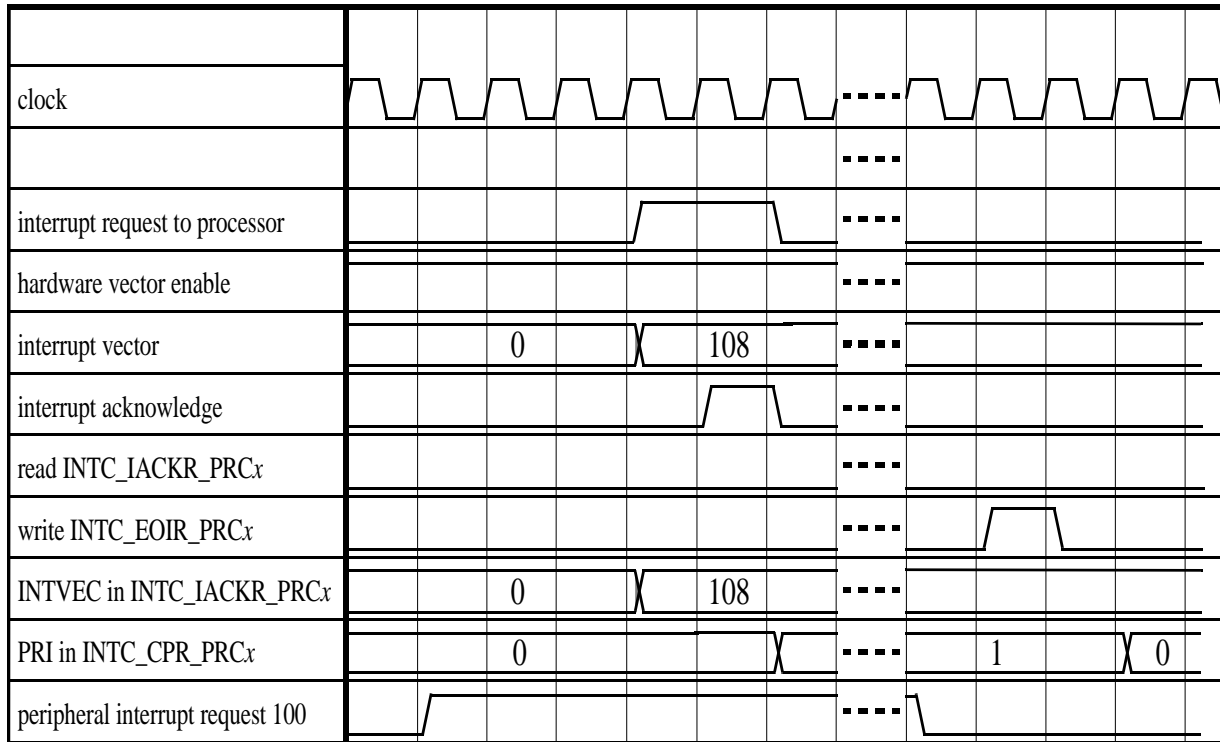 clock
interrupt request to processor
hardware vector enable
interrupt vector 0 108
interrupt acknowledge
read INTC_IACKR_PRCx
write INTC_EOIR_PRCx
INTVEC in INTC_IACKR_PRCx 0 108
PRI in INTC_CPR_PRCx 0 1 0
peripheral interrupt request 100